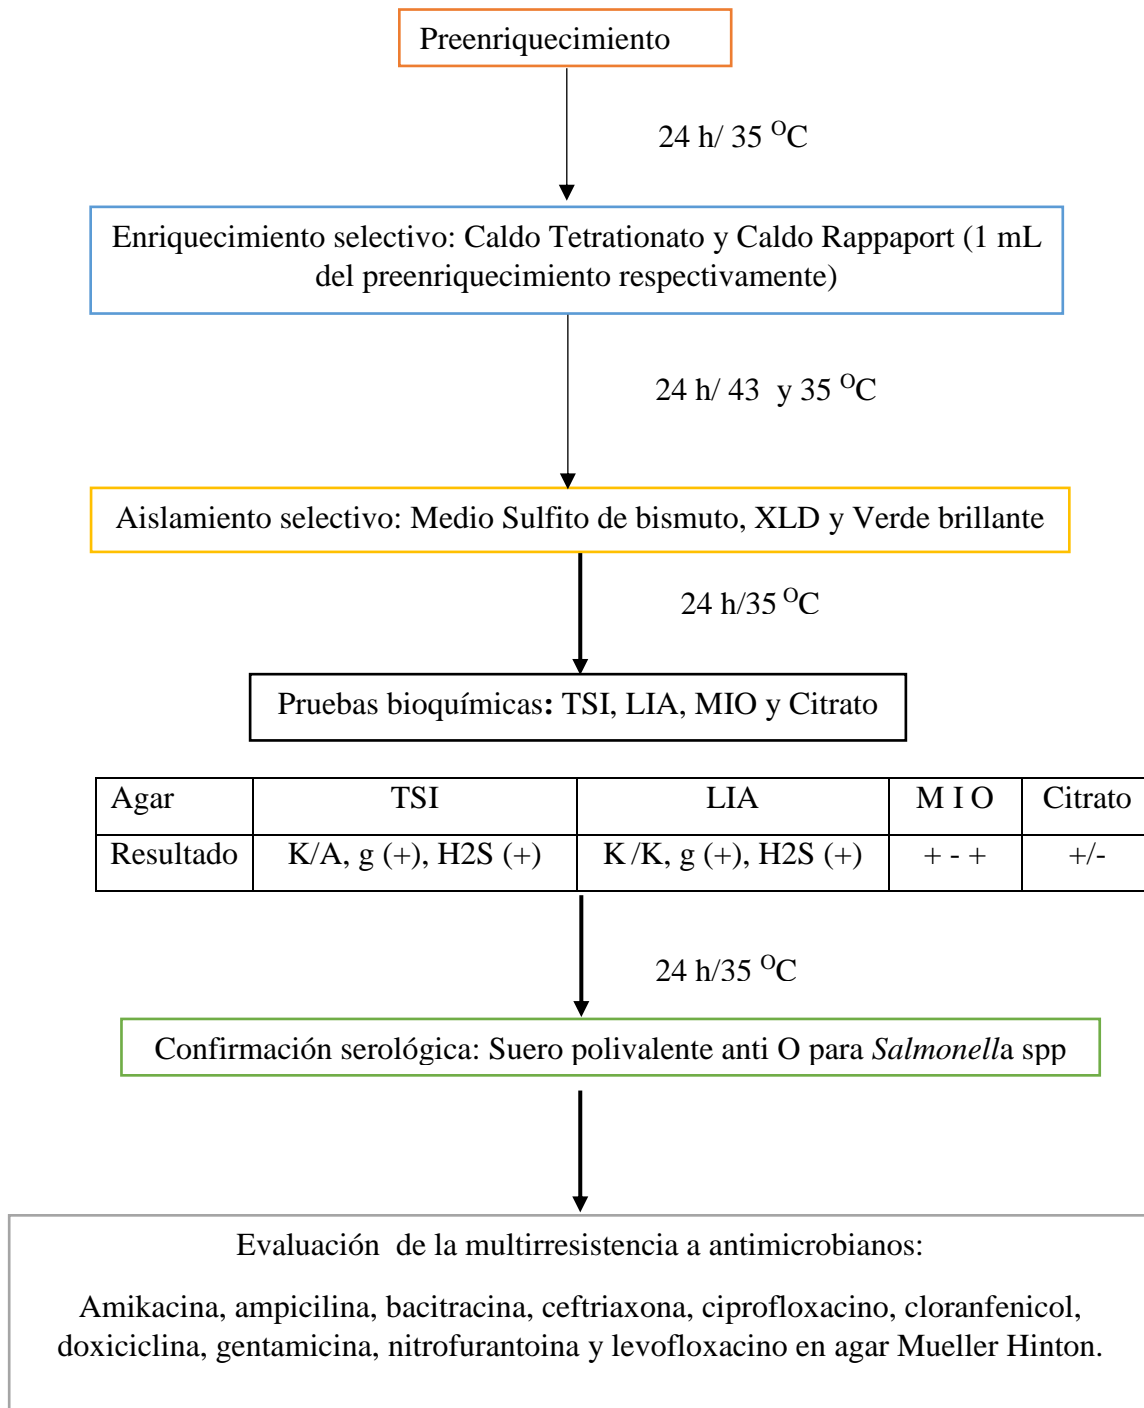 Preenriquecimiento
24 h/ 35 ᴼC
Enriquecimiento selectivo: Caldo Tetrationato y Caldo Rappaport (1 mL
del preenriquecimiento respectivamente)
24 h/ 43 y 35 ᴼC
Aislamiento selectivo: Medio Sulfito de bismuto, XLD y Verde brillante
24 h/35 ᴼC
Pruebas bioquímicas: TSI, LIA, MIO y Citrato
Agar TSI LIA M I O Citrato
Resultado K/A, g (+), H2S (+) K /K, g (+), H2S (+) + - + +/-
24 h/35 ᴼC
Confirmación serológica: Suero polivalente anti O para Salmonella spp
Evaluación de la multirresistencia a antimicrobianos:
Amikacina, ampicilina, bacitracina, ceftriaxona, ciprofloxacino, cloranfenicol,
doxiciclina, gentamicina, nitrofurantoina y levofloxacino en agar Mueller Hinton.